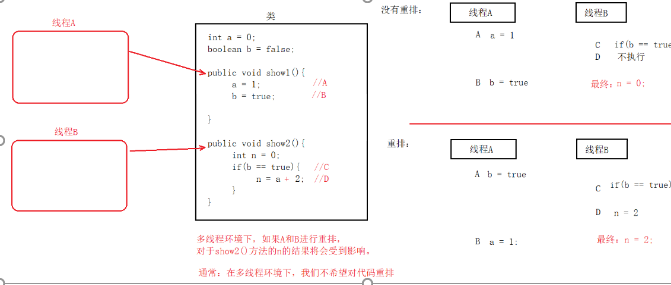 线程A
线程B
类
int a = 0;
boolean b = false;
public void show1(){
a = 1; //A
b = true; //B
}
public void show2(){
int n = 0;
if(b == true){ //C
n = a + 2; //D
}
}
多线程环境下，如果A和B进行重排，
对于show2()方法的n的结果将会受到影响。
通常：在多线程环境下，我们不希望对代码重排
没有重排：
线程A
线程B
A a = 1
C if(b == true
D 不执行
B b = true
最终：n = 0;
重排：
线程A
线程B
A b = true
C if(b == true)
D n = 2
B a = 1;
最终：n = 2;